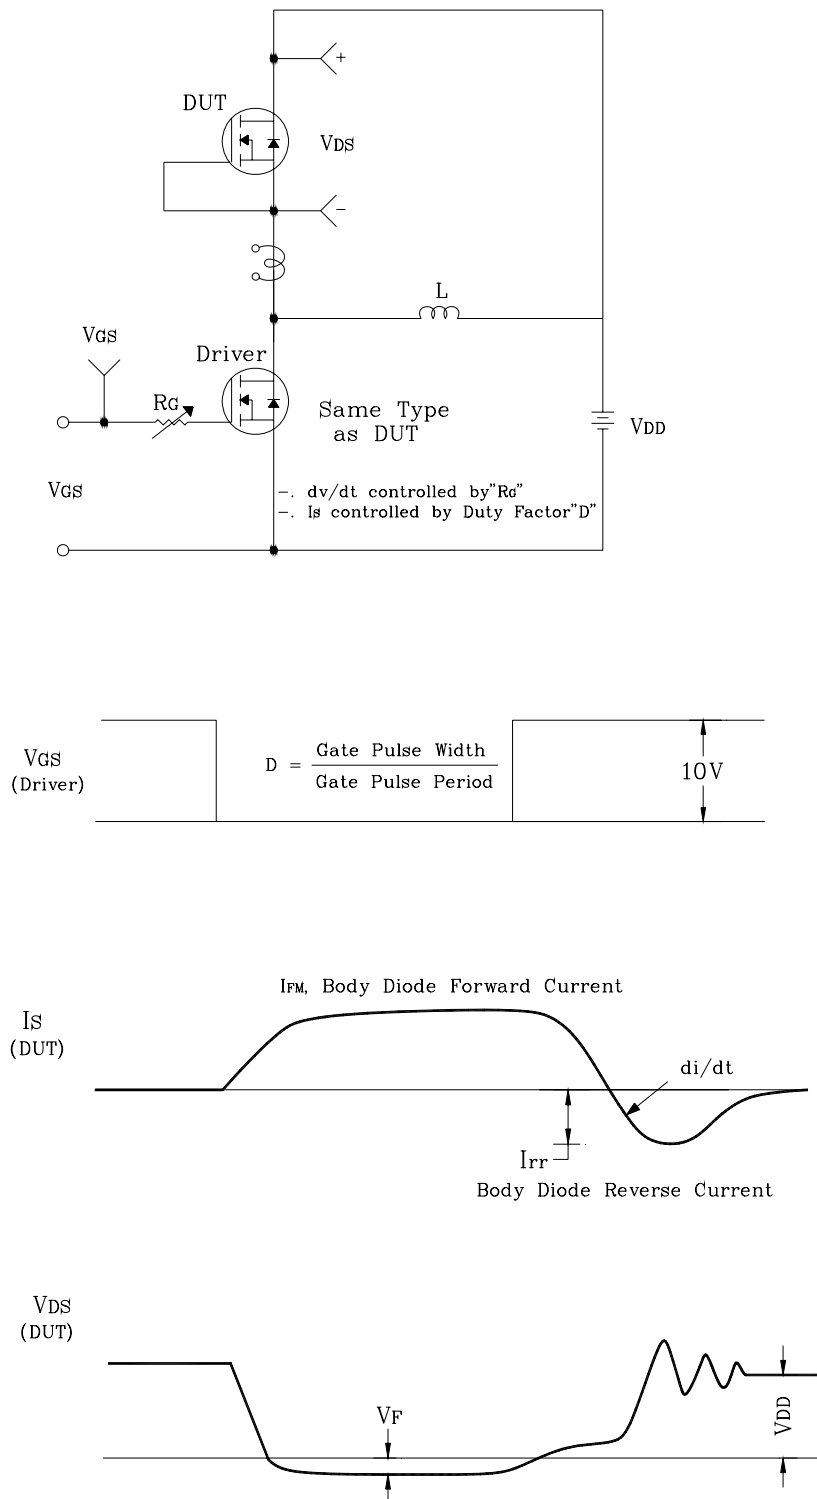 +
DUT
VDS
−
L
VGS
Driver
RG
Same Type
as DUT
VDD
VGS
−. dv/dt controlled by"RG"
−. Is controlled by Duty Factor"D"
VGS
(Driver)
D = Gate Pulse Width
Gate Pulse Period
10V
IFM, Body Diode Forward Current
IS
(DUT)
di/dt
Irr
Body Diode Reverse Current
VDS
(DUT)
VF
VDD